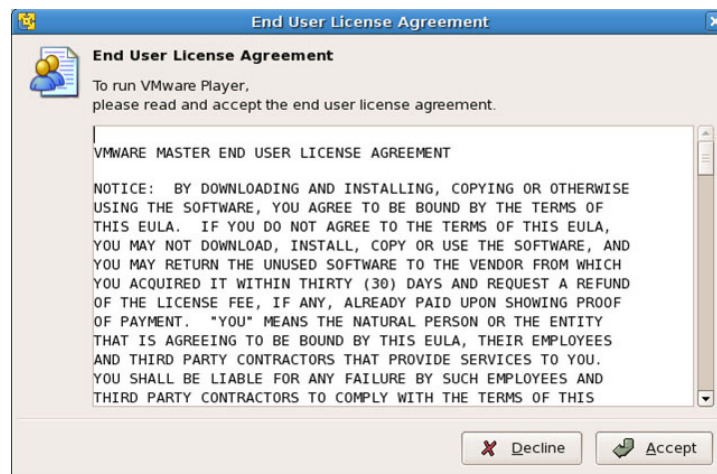 End User License Agreement
End User License Agreement
To run VMware Player,
please read and accept the end user license agreement.
VMWARE MASTER END USER LICENSE AGREEMENT
NOTICE: BY DOWNLOADING AND INSTALLING, COPYING OR OTHERWISE
USING THE SOFTWARE, YOU AGREE TO BE BOUND BY THE TERMS OF
THIS EULA. IF YOU DO NOT AGREE TO THE TERMS OF THIS EULA,
YOU MAY NOT DOWNLOAD, INSTALL, COPY OR USE THE SOFTWARE, AND
YOU MAY RETURN THE UNUSED SOFTWARE TO THE VENDOR FROM WHICH
YOU ACQUIRED IT WITHIN THIRTY (30) DAYS AND REQUEST A REFUND
OF THE LICENSE FEE, IF ANY, ALREADY PAID UPON SHOWING PROOF
OF PAYMENT. "YOU" MEANS THE NATURAL PERSON OR THE ENTITY
THAT IS AGREEING TO BE BOUND BY THIS EULA, THEIR EMPLOYEES
AND THIRD PARTY CONTRACTORS THAT PROVIDE SERVICES TO YOU.
YOU SHALL BE LIABLE FOR ANY FAILURE BY SUCH EMPLOYEES AND
THIRD PARTY CONTRACTORS TO COMPLY WITH THE TERMS OF THIS
Decline Accept